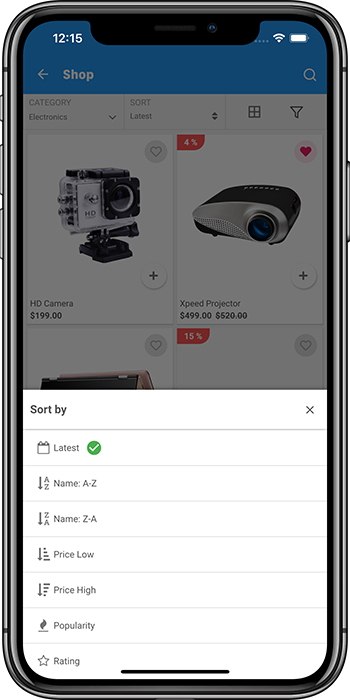 12:15
Shop
CATEGORY
Electronics
SORT
Latest
4 %
HD
HD Camera
$199.00
Xpeed Projector
$499.00 $520.00
15 %
Sort by
Latest
Name: A-Z
Name: Z-A
Price Low
Price High
Popularity
Rating